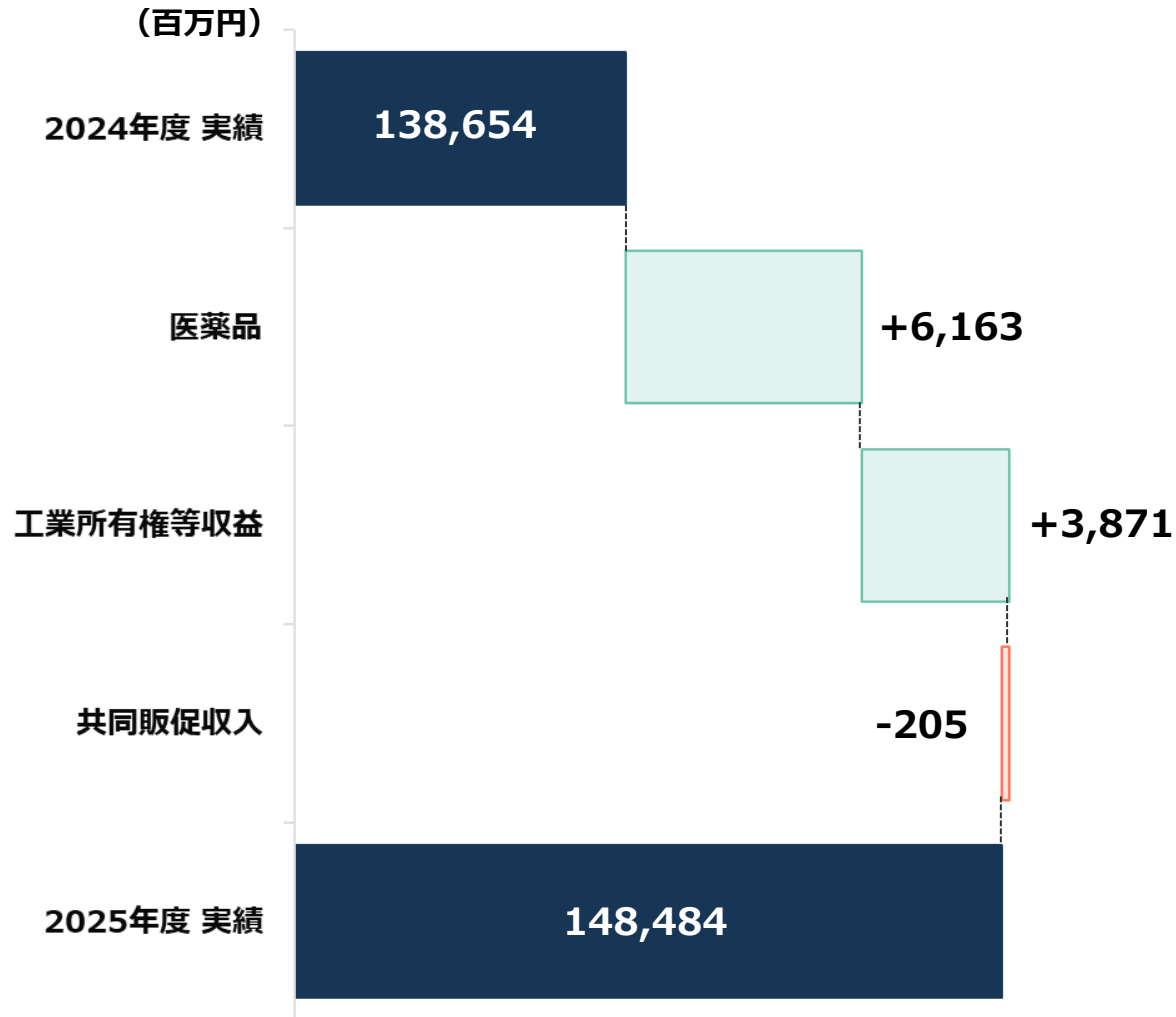 （百万円）
2024年度 実績
138,654
医薬品
+6,163
工業所有権等収益
+3,871
共同販促収入
-205
2025年度 実績
148,484